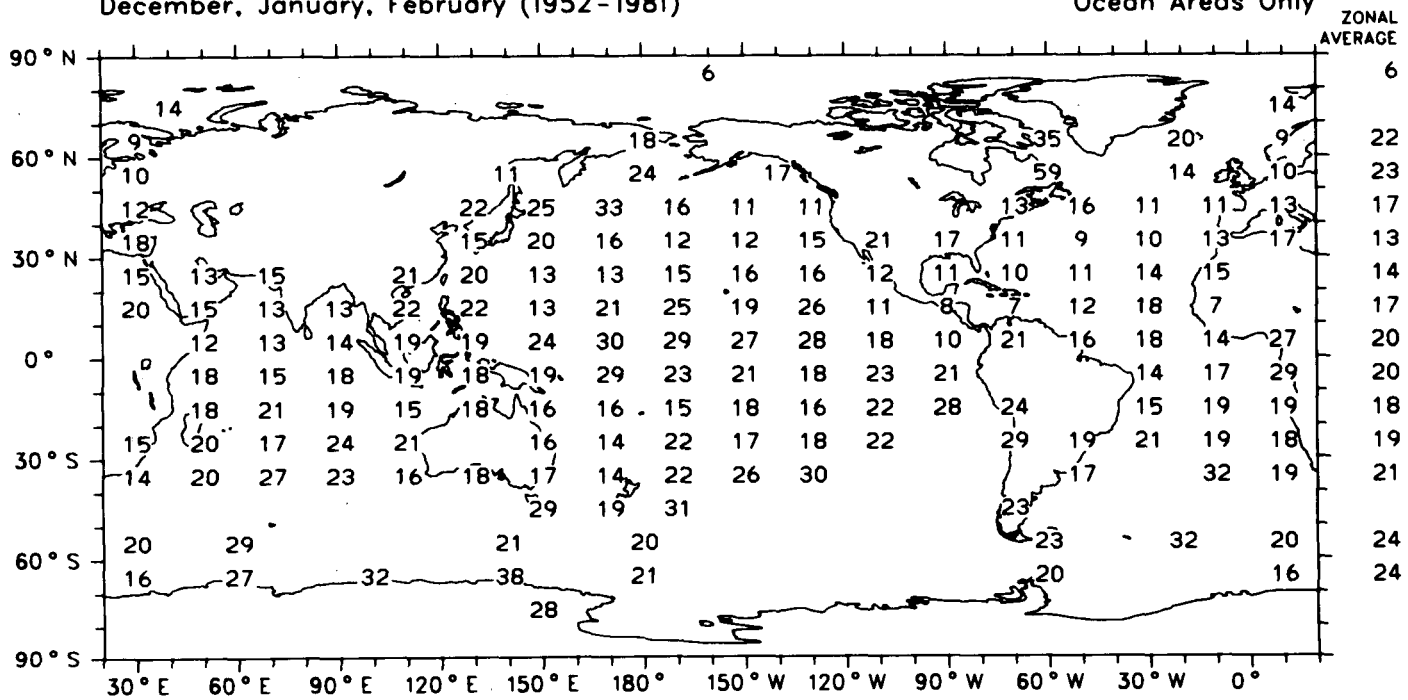 December, January, February (1952-1981) Ocean Areas Only
ZONAL
AVERAGE
90° N 6 6
14 14
9 18 35 20 9 22
60° N
10 11 24 17 59 14 10 23
12 22 25 33 16 11 11 13 16 11 11 13 17
18 15 20 16 12 12 15 21 17 11 9 10 13 17 13
30° N
15 13 15 21 20 13 13 15 16 16 12 11 10 11 14 15 14
20 15 13 13 22 22 13 21 25 19 26 11 8 7 12 18 7 17
12 13 14 19 19 24 30 29 27 28 18 10 21 16 18 14 27 20
0°
18 15 18 19 18 19 29 23 21 18 23 21 14 17 29 20
18 21 19 15 18 16 16 15 18 16 22 28 24 15 19 19 18
15 20 17 24 21 16 14 22 17 18 22 29 19 21 19 18 19
30° S
14 20 27 23 16 18 17 14 22 26 30 17 32 19 21
29 19 31 23
20 29 21 20 23 32 20 24
60° S
16 27 32 38 21 20 16 24
28
90° S
30° E 60° E 90° E 120° E 150° E 180° 150° W 120° W 90° W 60° W 30° W 0°